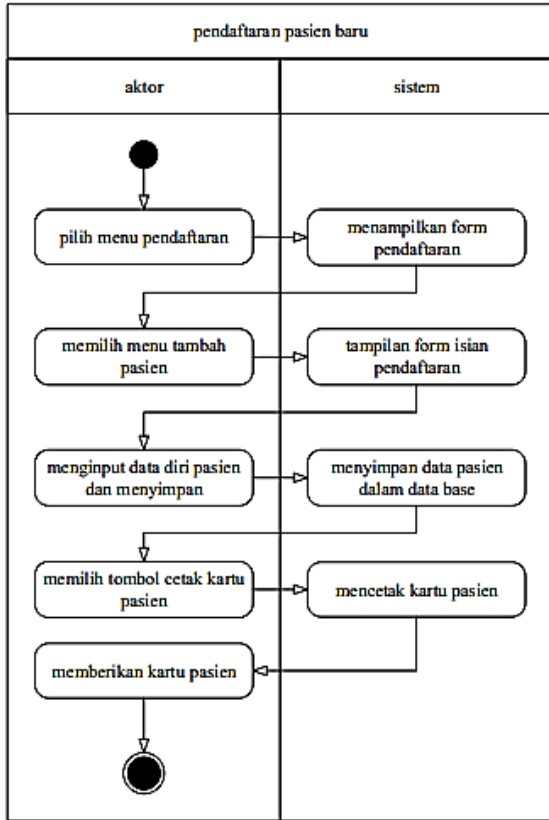 pendaftaran pasien baru
aktor
sistem
pilih menu pendaftaran
menampilkan form
pendaftaran
memilih menu tambah
pasien
tampilan form isian
pendaftaran
menginput data diri pasien
dan menyimpan
menyimpan data pasien
dalam data base
memilih tombol cetak kartu
pasien
mencetak kartu pasien
memberikan kartu pasien